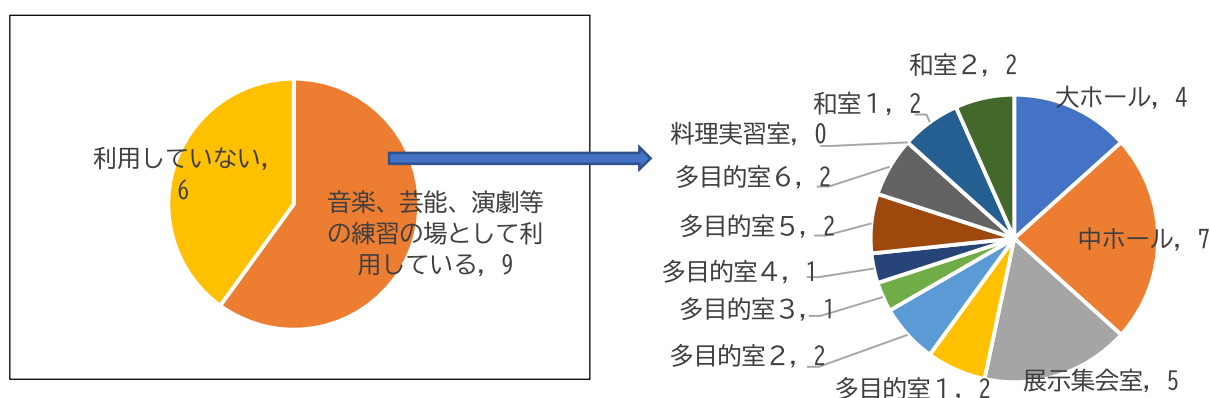 利用していない,
6
音楽、芸能、演劇等
の練習の場として利
用している, 9
和室２, 2
和室１, 2
料理実習室, 0
多目的室６, 2
多目的室５, 2
多目的室４, 1
多目的室３, 1
多目的室２, 2
多目的室１, 2
大ホール, 4
中ホール, 7
展示集会室, 5